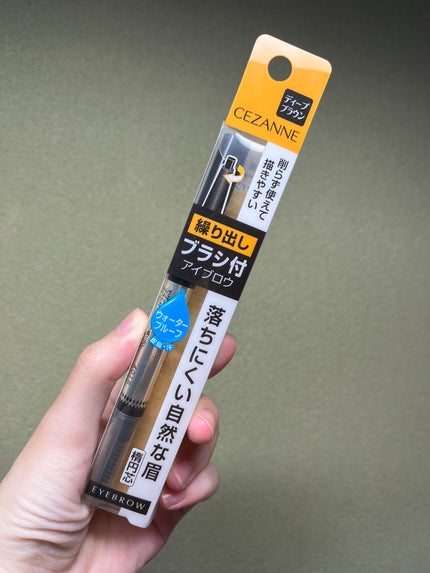 ディープ
ブラウン
CEZANNE
削らず使えて
描きやすい
繰り出し
ブラシ付
アイブロウ
ウォーター
プルーフ
落ちにくい自然な眉
楕円芯
EYEBROW